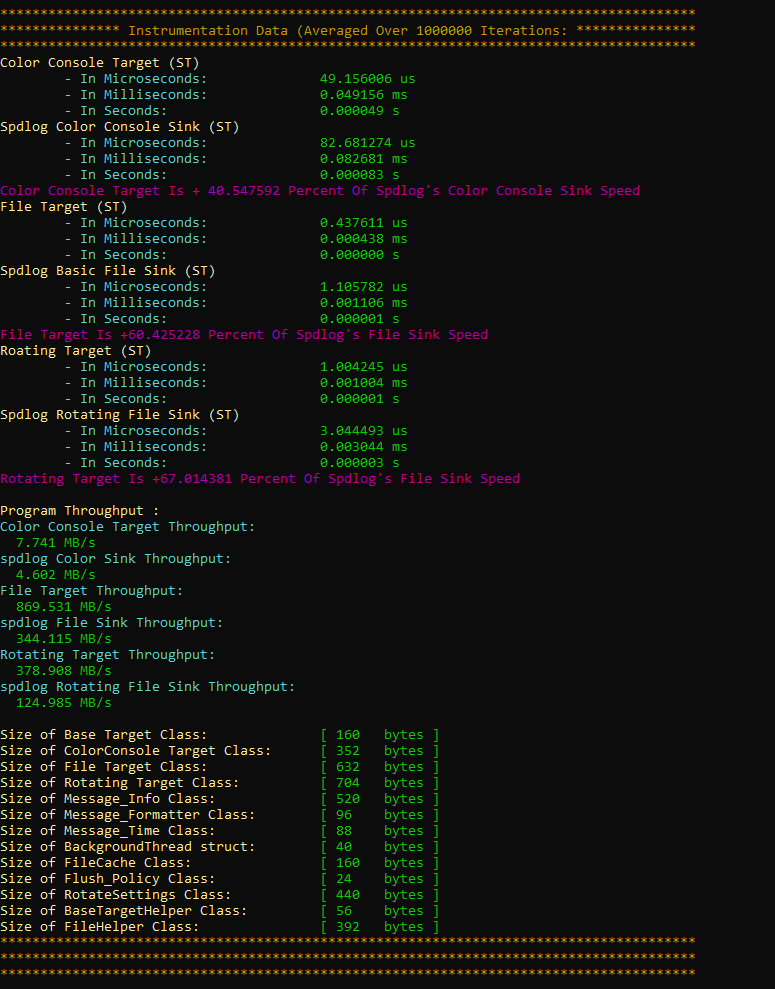 ***************************************************************************************
*************** Instrumentation Data (Averaged Over 1000000 Iterations: ***************
***************************************************************************************
Color Console Target (ST)
- In Microseconds: 49.156006 us
- In Milliseconds: 0.049156 ms
- In Seconds: 0.000049 s
Spdlog Color Console Sink (ST)
- In Microseconds: 82.681274 us
- In Milliseconds: 0.082681 ms
- In Seconds: 0.000083 s
Color Console Target Is + 40.547592 Percent Of Spdlog's Color Console Sink Speed
File Target (ST)
- In Microseconds: 0.437611 us
- In Milliseconds: 0.000438 ms
- In Seconds: 0.000000 s
Spdlog Basic File Sink (ST)
- In Microseconds: 1.105782 us
- In Milliseconds: 0.001106 ms
- In Seconds: 0.000001 s
File Target Is +60.425228 Percent Of Spdlog's File Sink Speed
Roating Target (ST)
- In Microseconds: 1.004245 us
- In Milliseconds: 0.001004 ms
- In Seconds: 0.000001 s
Spdlog Rotating File Sink (ST)
- In Microseconds: 3.044493 us
- In Milliseconds: 0.003044 ms
- In Seconds: 0.000003 s
Rotating Target Is +67.014381 Percent Of Spdlog's File Sink Speed
Program Throughput :
Color Console Target Throughput:
7.741 MB/s
spdlog Color Sink Throughput:
4.602 MB/s
File Target Throughput:
869.531 MB/s
spdlog File Sink Throughput:
344.115 MB/s
Rotating Target Throughput:
378.908 MB/s
spdlog Rotating File Sink Throughput:
124.985 MB/s
Size of Base Target Class: [ 160 bytes ]
Size of ColorConsole Target Class: [ 352 bytes ]
Size of File Target Class: [ 632 bytes ]
Size of Rotating Target Class: [ 704 bytes ]
Size of Message_Info Class: [ 520 bytes ]
Size of Message_Formatter Class: [ 96 bytes ]
Size of Message_Time Class: [ 88 bytes ]
Size of BackgroundThread struct: [ 40 bytes ]
Size of FileCache Class: [ 160 bytes ]
Size of Flush_Policy Class: [ 24 bytes ]
Size of RotateSettings Class: [ 440 bytes ]
Size of BaseTargetHelper Class: [ 56 bytes ]
Size of FileHelper Class: [ 392 bytes ]
***************************************************************************************
***************************************************************************************
***************************************************************************************